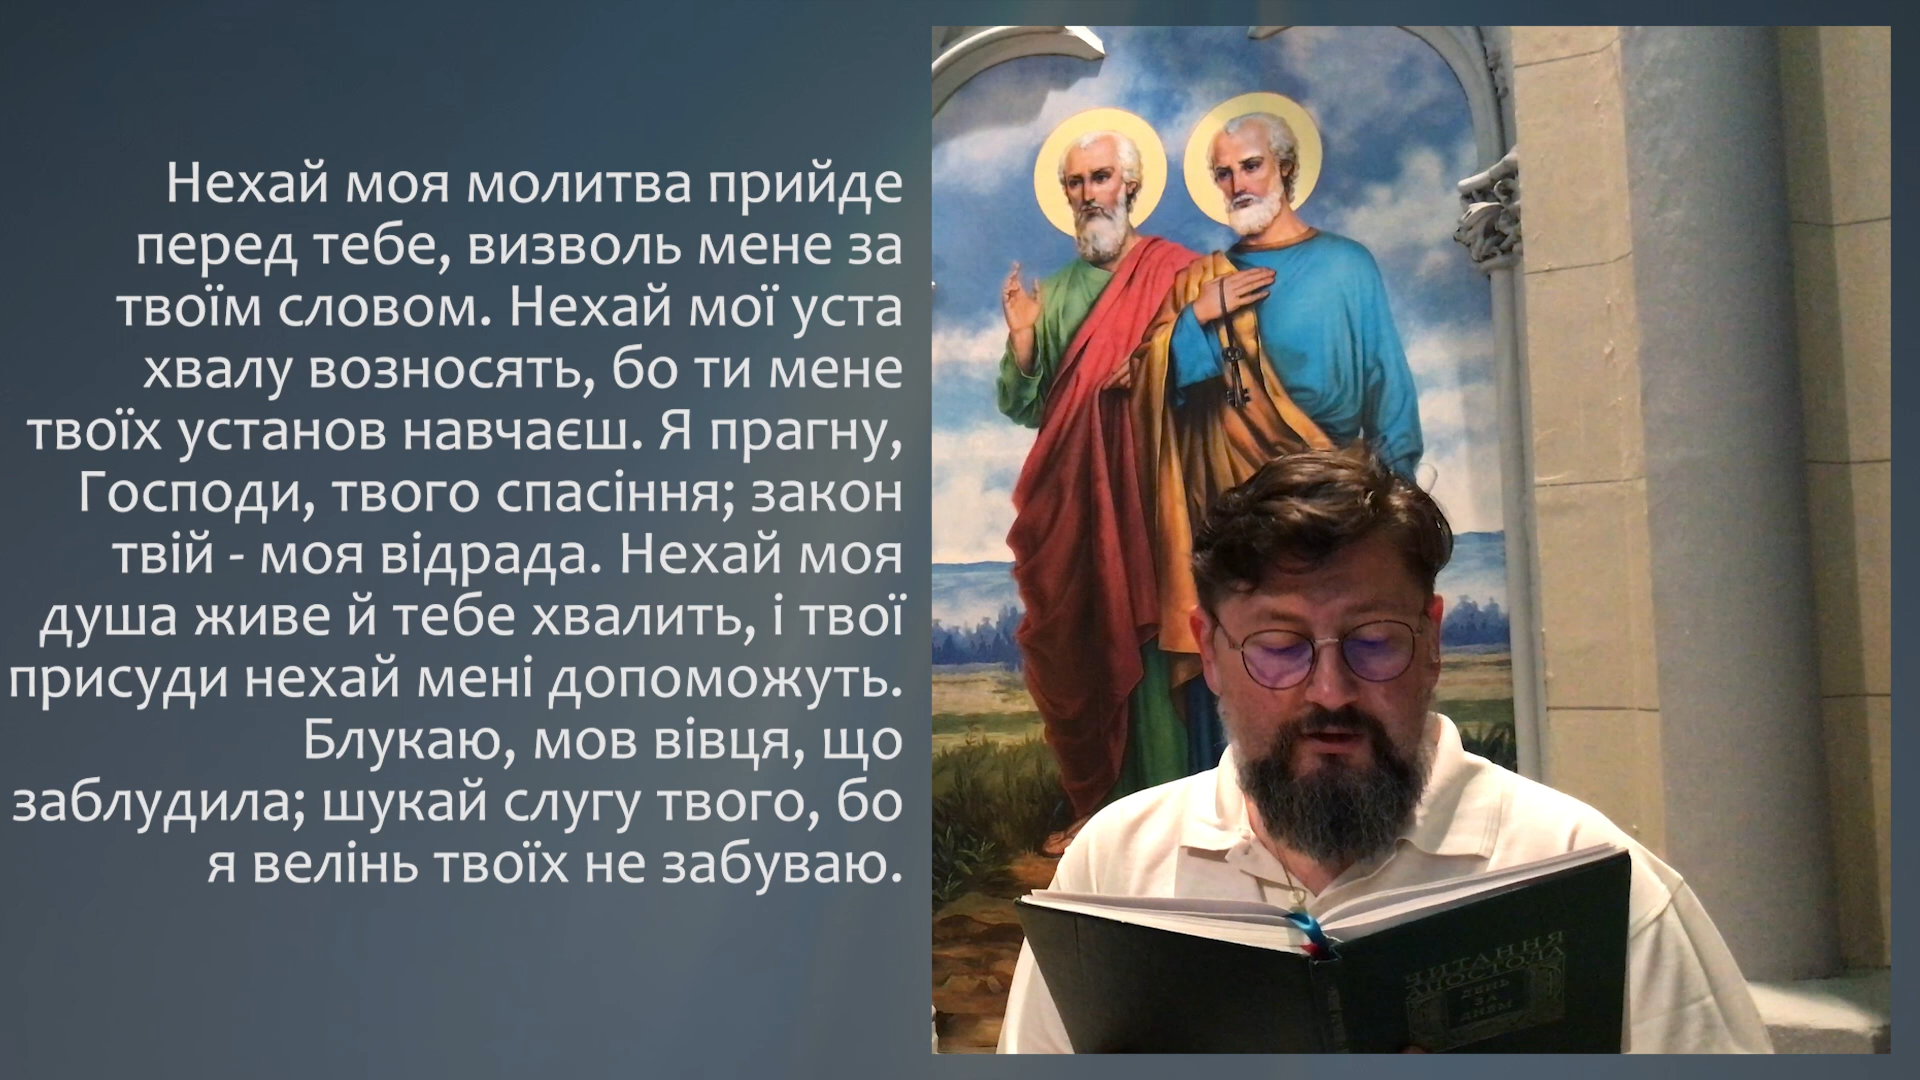 Нехай моя молитва прийде
перед тебе, визволь мене за
твоїм словом. Нехай мої уста
хвалу возносять, бо ти мене
твоїх установ навчаєш. Я прагну,
Господи, твого спасіння; закон
твій - моя відрада. Нехай моя
душа живе й тебе хвалить, і твої
присуди нехай мені допоможуть.
Блукаю, мов вівця, що
заблудила; шукай слугу твого, бо
я велінь твоїх не забуваю.
ЧИТАННЯ
АПОСТОЛА
ДЕНЬ
ЗА
ДНЕМ